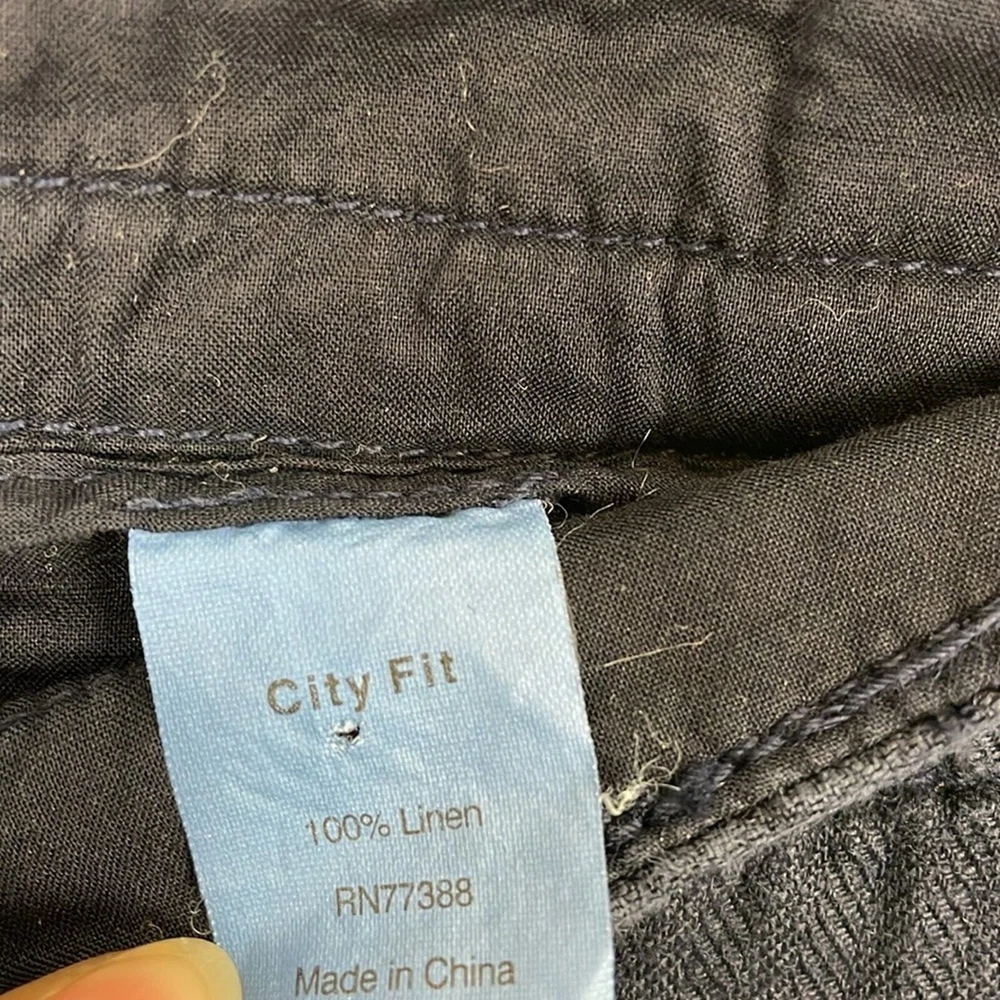 City Fit
100% Linen
RN77388
Made in China